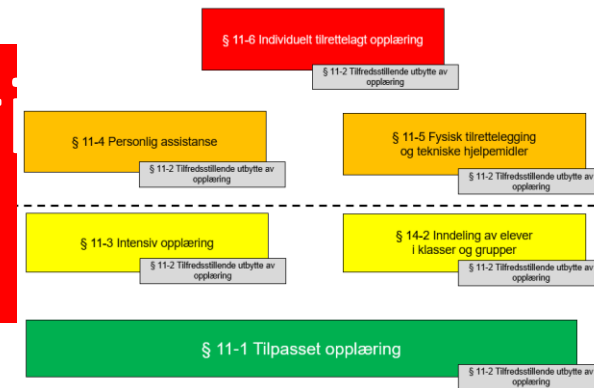 § 11-6 Individuelt tilrettelagt opplæring
§ 11-2 Tilfredsstillende utbytte av
opplæring
§ 11-4 Personlig assistanse
§ 11-2 Tilfredsstillende utbytte av
opplæring
§ 11-5 Fysisk tilrettelegging
og tekniske hjelpemidler
§ 11-2 Tilfredsstillende utbytte av
opplæring
§ 11-3 Intensiv opplæring
§ 11-2 Tilfredsstillende utbytte av
opplæring
§ 14-2 Inndeling av elever
i klasser og grupper
§ 11-2 Tilfredsstillende utbytte av
opplæring
§ 11-1 Tilpasset opplæring
§ 11-2 Tilfredsstillende utbytte av
opplæring